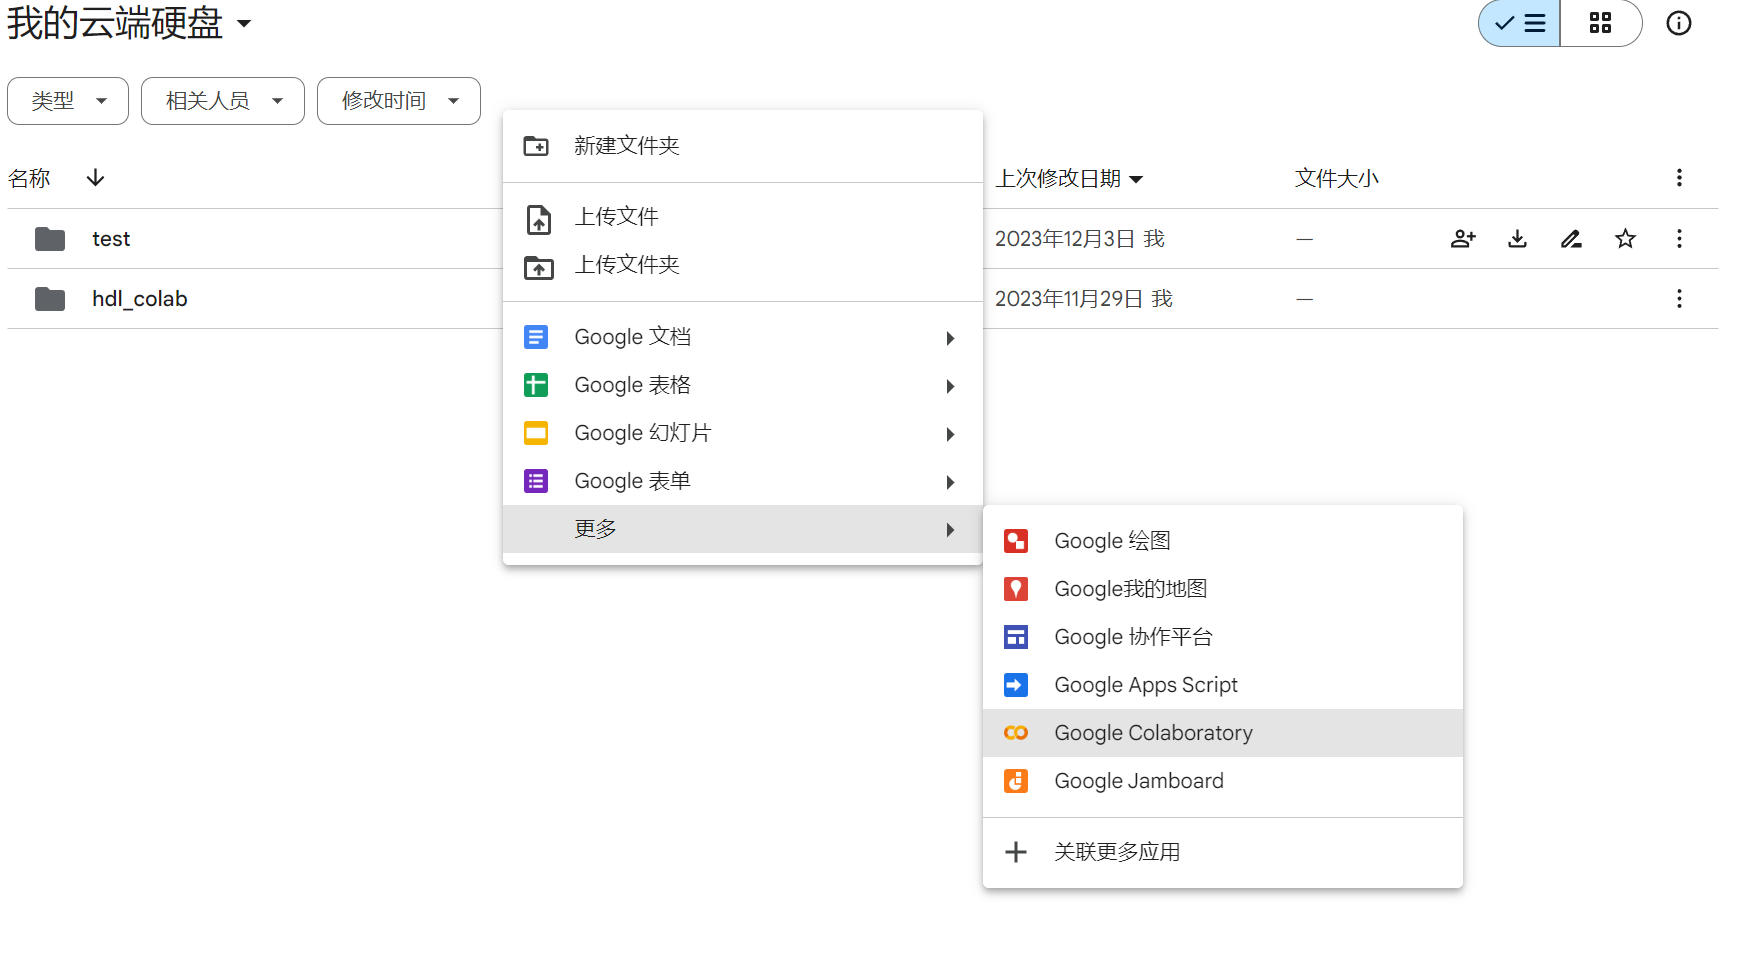 我的云端硬盘
类型
相关人员
修改时间
名称
上次修改日期
文件大小
test
2023年12月3日 我
—
hdl_colab
2023年11月29日 我
—
新建文件夹
上传文件
上传文件夹
Google 文档
Google 表格
Google 幻灯片
Google 表单
更多
Google 绘图
Google我的地图
Google 协作平台
Google Apps Script
Google Colaboratory
Google Jamboard
关联更多应用